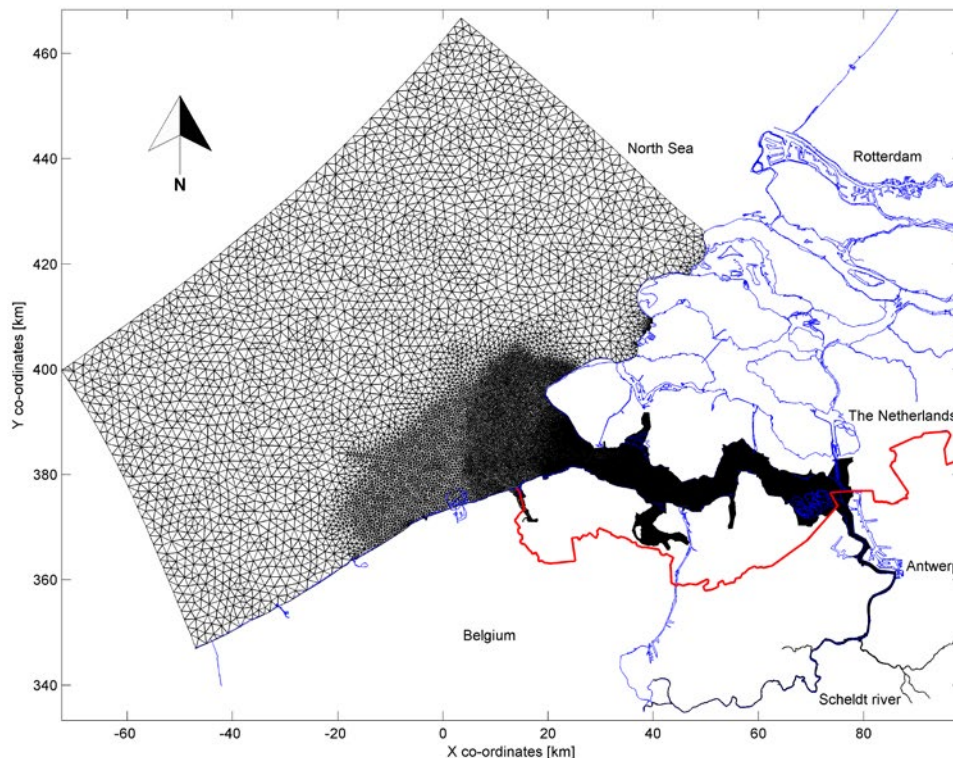 460
440
420
400
380
360
340
Y co-ordinates [km]
N
North Sea
Rotterdam
The Netherlands
Antwerp
Belgium
Scheldt river
-60
-40
-20
0
20
40
60
80
X co-ordinates [km]